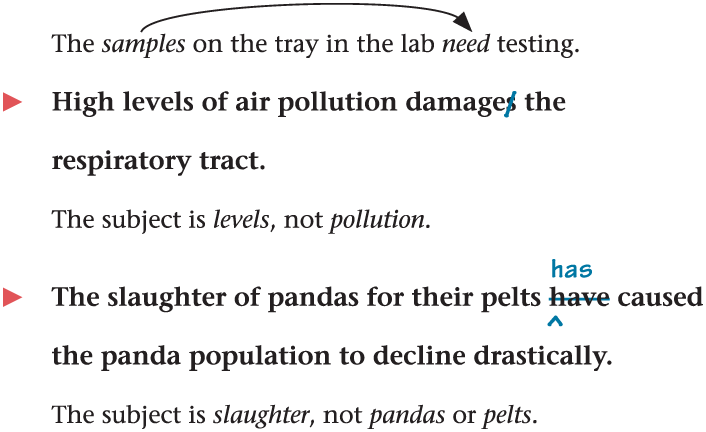 The samples on the tray in the lab need testing.
High levels of air pollution damages the
respiratory tract.
The subject is levels, not pollution.
has
The slaughter of pandas for their pelts have caused
the panda population to decline drastically.
The subject is slaughter, not pandas or pelts.